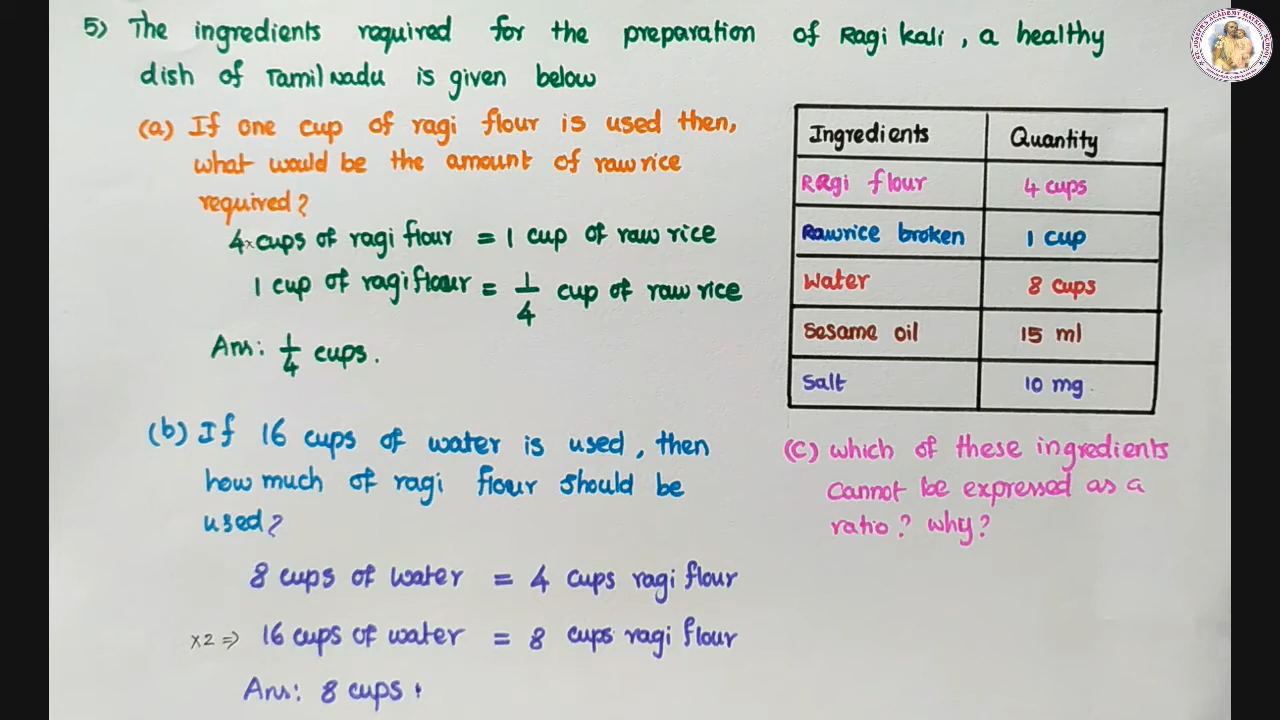 5) The ingredients required for the preparation of Ragi kali, a healthy
dish of Tamil Nadu is given below
(a) If one cup of ragi flour is used then,
what would be the amount of raw rice
required?
4 cups of ragi flour = 1 cup of raw rice
1 cup of ragi flour = 1/4 cup of raw rice
Ans: 1/4 cups.
Ingredients Quantity
Ragi flour 4 cups
Raw rice broken 1 cup
Water 8 cups
Sesame oil 15 ml
Salt 10 mg.
(b) If 16 cups of water is used, then
how much of ragi flour should be
used?
8 cups of water = 4 cups ragi flour
x2 ⇒ 16 cups of water = 8 cups ragi flour
Ans: 8 cups
(c) which of these ingredients
cannot be expressed as a
ratio? why?